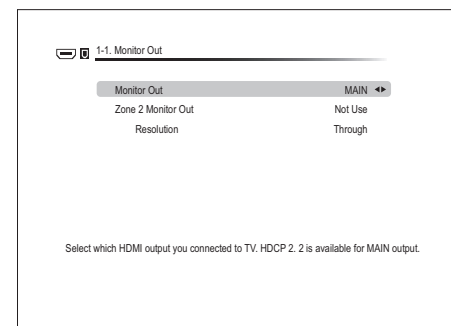 1-1. Monitor Out
Monitor Out MAIN
Zone 2 Monitor Out Not Use
Resolution Through
Select which HDMI output you connected to TV. HDCP 2. 2 is available for MAIN output.